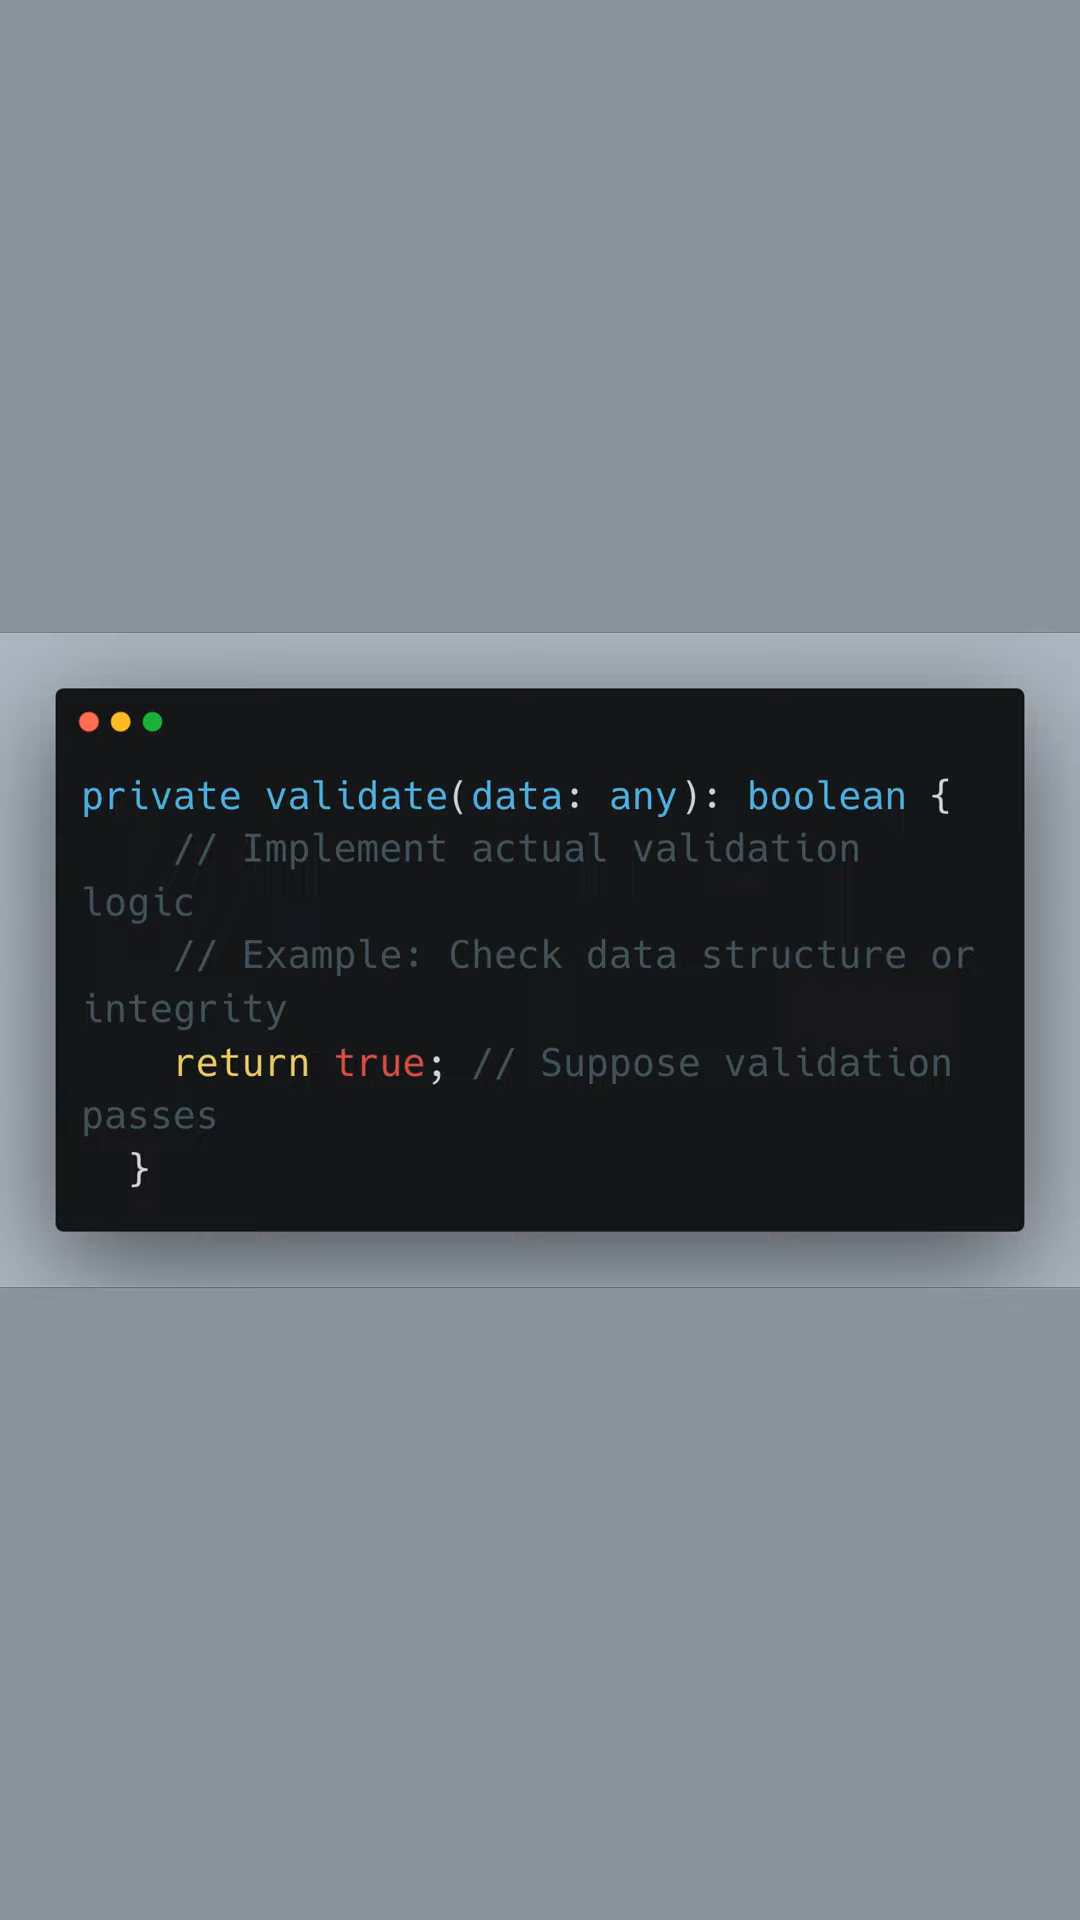 private validate(data: any): boolean {
    // Implement actual validation
logic
    // Example: Check data structure or
integrity
    return true; // Suppose validation
passes
  }